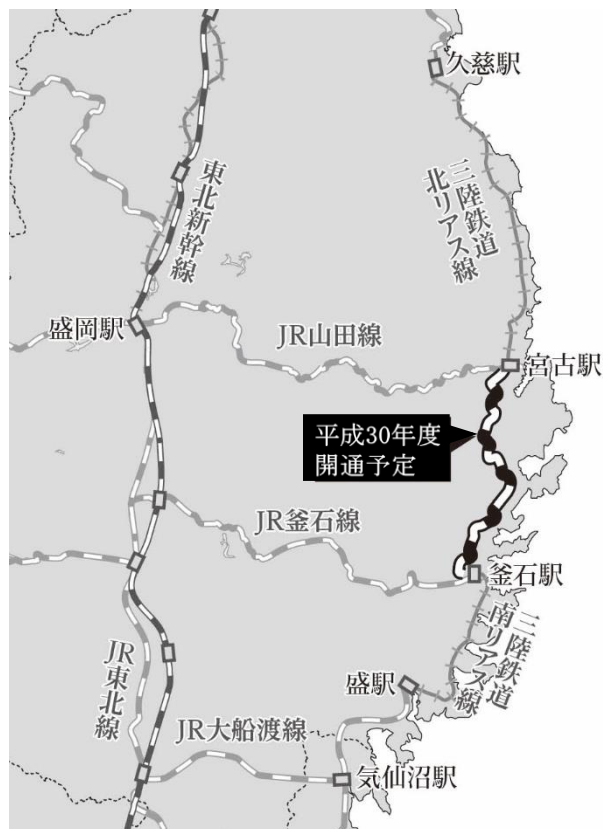 久慈駅
三陸鉄道
北リアス線
東北新幹線
盛岡駅
JR山田線
宮古駅
平成30年度
開通予定
JR釜石線
釜石駅
三陸鉄道
南リアス線
盛駅
JR東北線
JR大船渡線
気仙沼駅